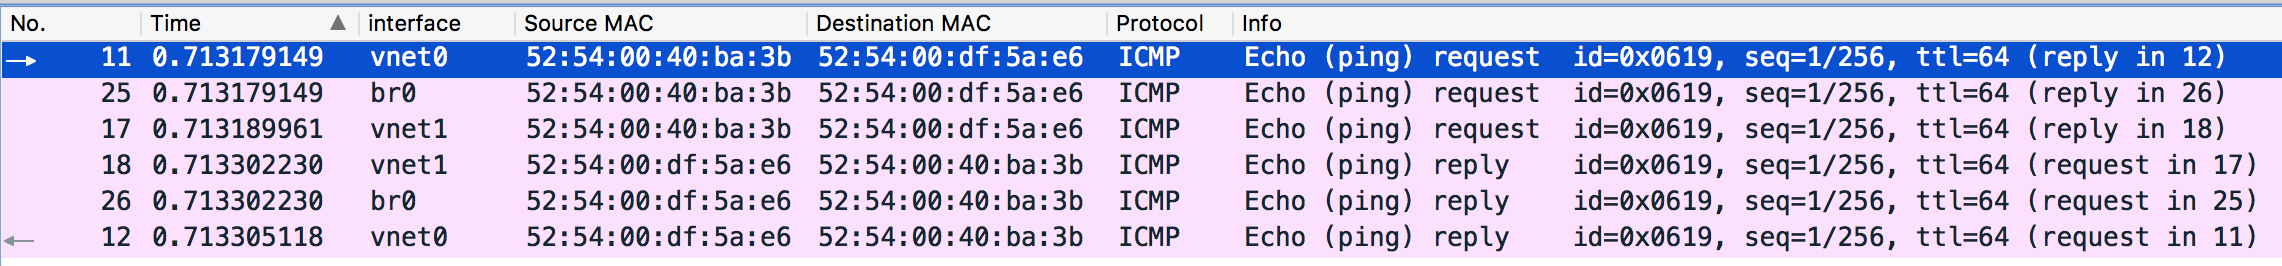 No. Time interface Source MAC Destination MAC Protocol Info
11 0.713179149 vnet0 52:54:00:40:ba:3b 52:54:00:df:5a:e6 ICMP Echo (ping) request id=0x0619, seq=1/256, ttl=64 (reply in 12)
25 0.713179149 br0 52:54:00:40:ba:3b 52:54:00:df:5a:e6 ICMP Echo (ping) request id=0x0619, seq=1/256, ttl=64 (reply in 26)
17 0.713189961 vnet1 52:54:00:40:ba:3b 52:54:00:df:5a:e6 ICMP Echo (ping) request id=0x0619, seq=1/256, ttl=64 (reply in 18)
18 0.713302230 vnet1 52:54:00:df:5a:e6 52:54:00:40:ba:3b ICMP Echo (ping) reply id=0x0619, seq=1/256, ttl=64 (request in 17)
26 0.713302230 br0 52:54:00:df:5a:e6 52:54:00:40:ba:3b ICMP Echo (ping) reply id=0x0619, seq=1/256, ttl=64 (request in 25)
12 0.713305118 vnet0 52:54:00:df:5a:e6 52:54:00:40:ba:3b ICMP Echo (ping) reply id=0x0619, seq=1/256, ttl=64 (request in 11)